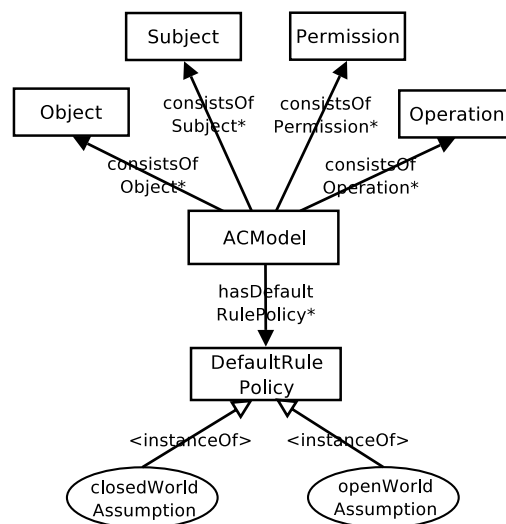 Subject
Permission
Object
Operation
consistsOf
Subject*
consistsOf
Permission*
consistsOf
Object*
consistsOf
Operation*
ACModel
hasDefault
RulePolicy*
DefaultRule
Policy
<instanceOf>
<instanceOf>
closedWorld
Assumption
openWorld
Assumption